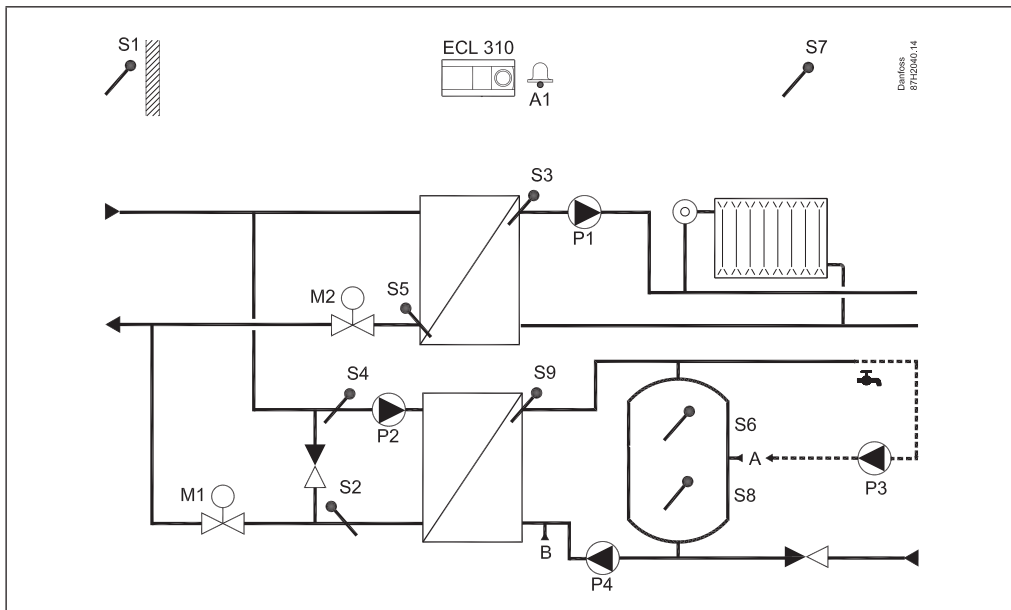 S1
ECL 310
A1
S7
Danfoss
87H2040.14
S3
P1
M2
S5
S4
P2
S9
S6
A
S8
P3
M1
S2
B
P4